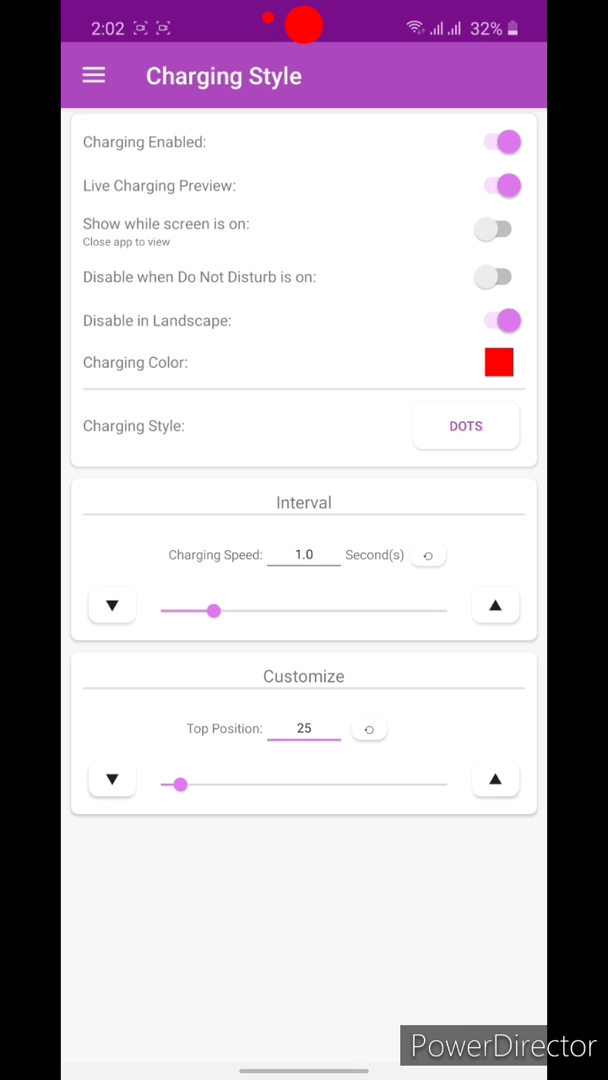 2:02 32%
Charging Style
Charging Enabled:
Live Charging Preview:
Show while screen is on:
Close app to view
Disable when Do Not Disturb is on:
Disable in Landscape:
Charging Color:
Charging Style: DOTS
Interval
Charging Speed: 1.0 Second(s)
Customize
Top Position: 25
PowerDirector